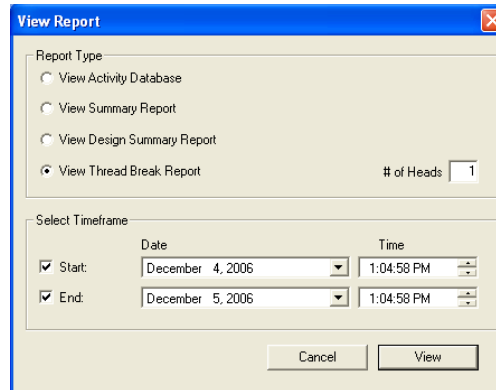 View Report
Report Type
View Activity Database
View Summary Report
View Design Summary Report
View Thread Break Report # of Heads 1
Select Timeframe
Date Time
Start: December 4, 2006 1:04:58 PM
End: December 5, 2006 1:04:58 PM
Cancel View